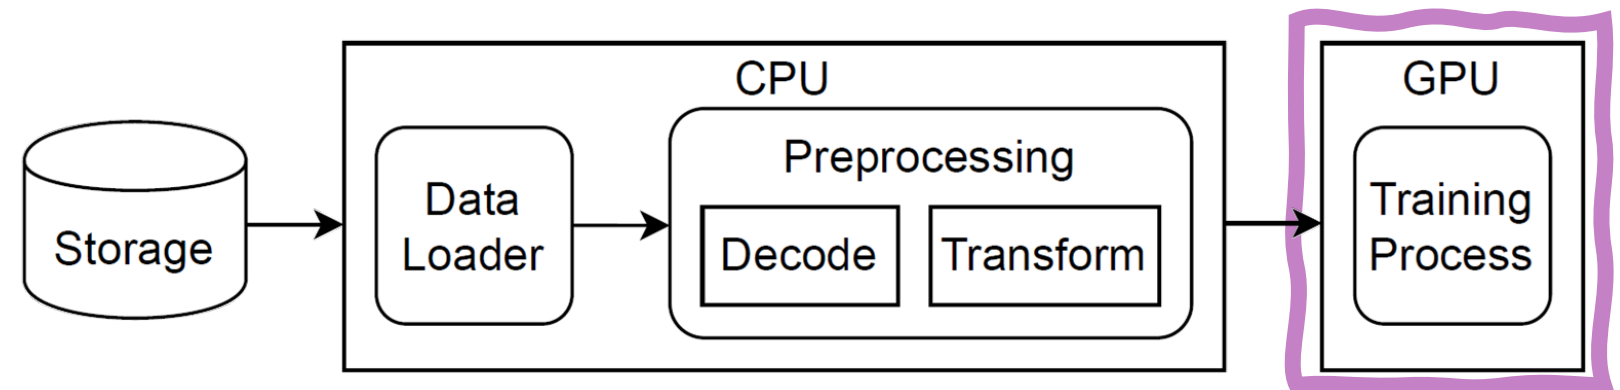 Storage
CPU
Data
Loader
Preprocessing
Decode
Transform
GPU
Training
Process